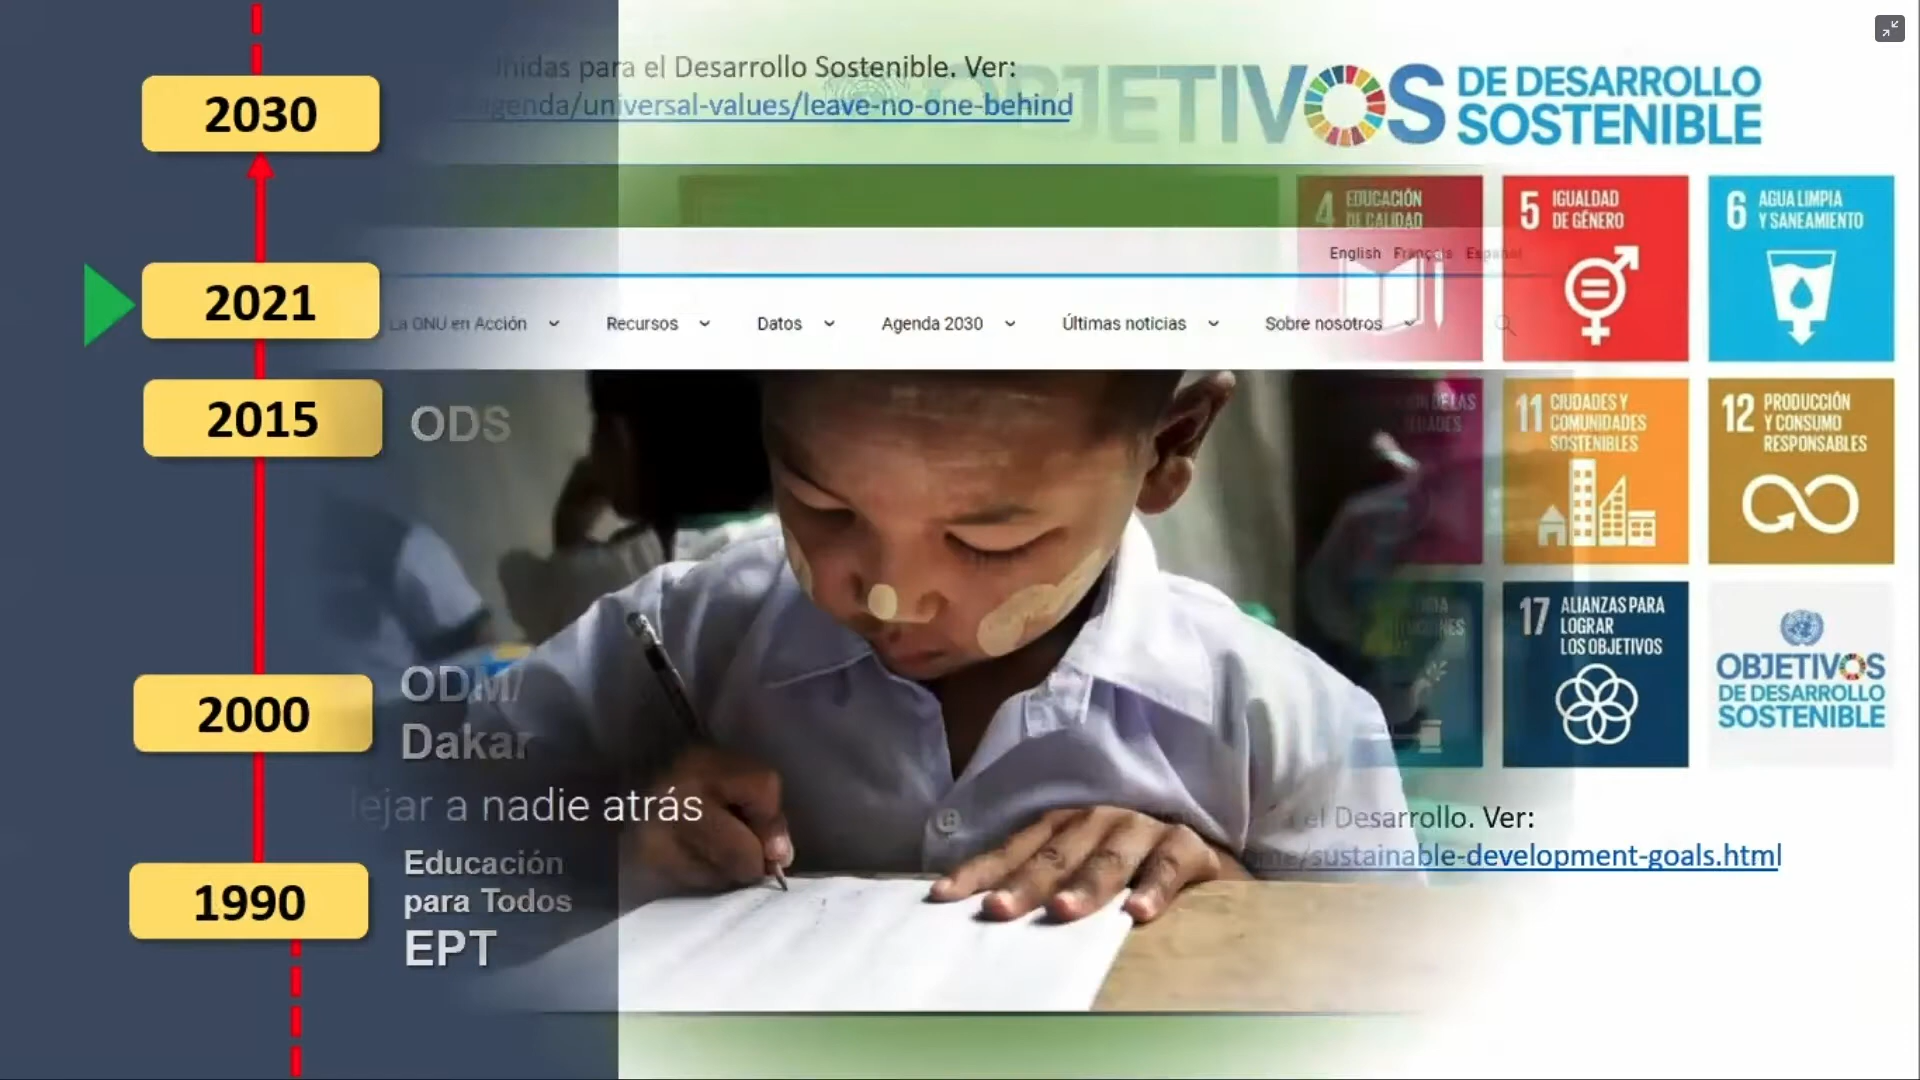 2030
2021
2015
ODS
2000
ODM/
Dakar
1990
Educación
para Todos
EPT
Unidas para el Desarrollo Sostenible. Ver:
agenda/universal-values/leave-no-one-behind
OBJETIVOS
DE DESARROLLO
SOSTENIBLE
English Français Español
La ONU en Acción Recursos Datos Agenda 2030 Últimas noticias Sobre nosotros
4 EDUCACIÓN
DE CALIDAD
5 IGUALDAD
DE GÉNERO
6 AGUA LIMPIA
Y SANEAMIENTO
11 CIUDADES Y
COMUNIDADES
SOSTENIBLES
12 PRODUCCIÓN
Y CONSUMO
RESPONSABLES
17 ALIANZAS PARA
LOGRAR
LOS OBJETIVOS
OBJETIVOS
DE DESARROLLO
SOSTENIBLE
dejar a nadie atrás
el Desarrollo. Ver:
sustainable-development-goals.html